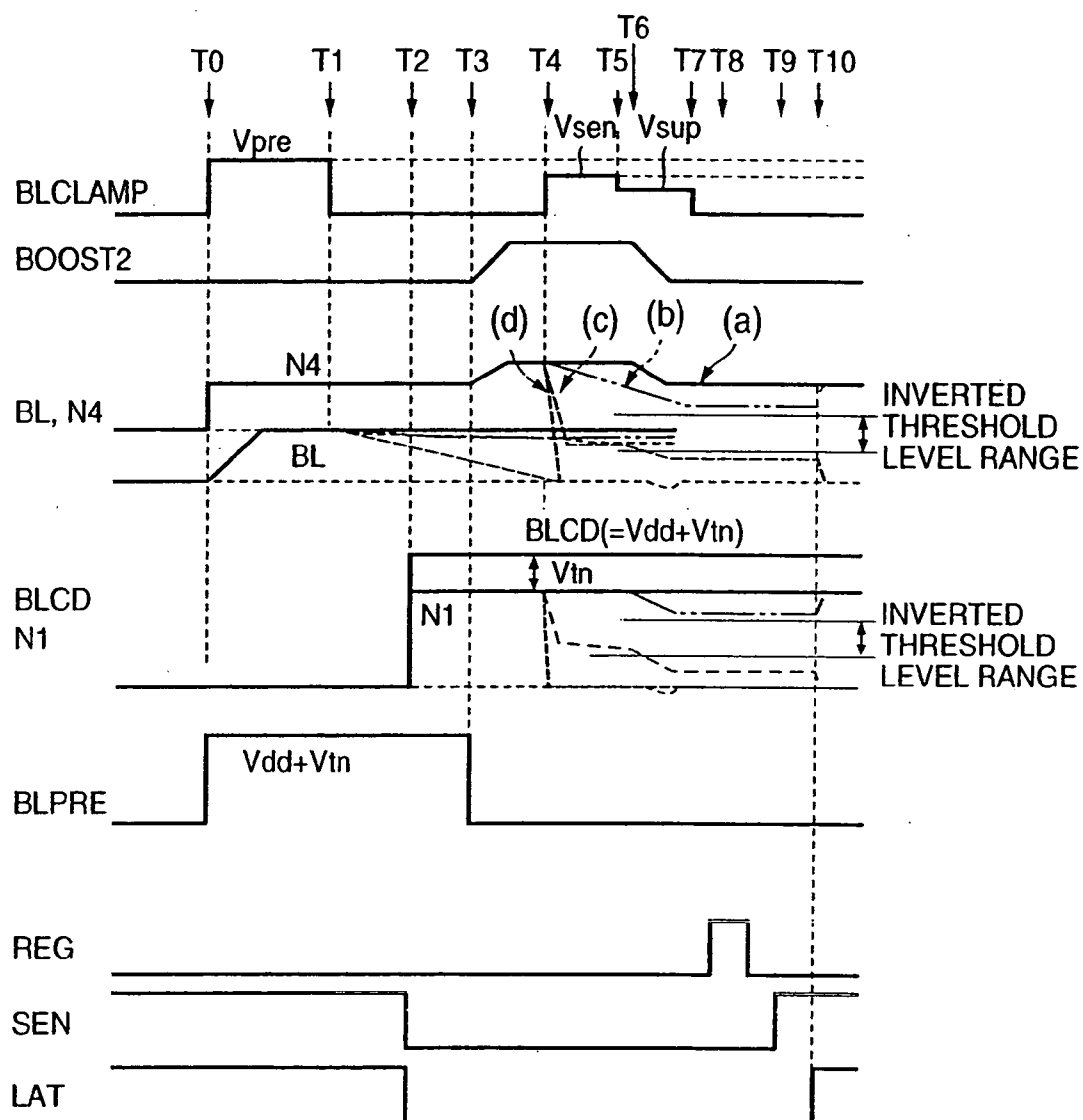 T6
T0 T1 T2 T3 T4 T5 T7 T8 T9 T10
Vpre Vsen Vsup
BLCLAMP
BOOST2
(d) (c) (b) (a)
N4
BL, N4
BL
INVERTED
THRESHOLD
LEVEL RANGE
BLCD(=Vdd+Vtn)
Vtn
BLCD
N1
N1
INVERTED
THRESHOLD
LEVEL RANGE
Vdd+Vtn
BLPRE
REG
SEN
LAT